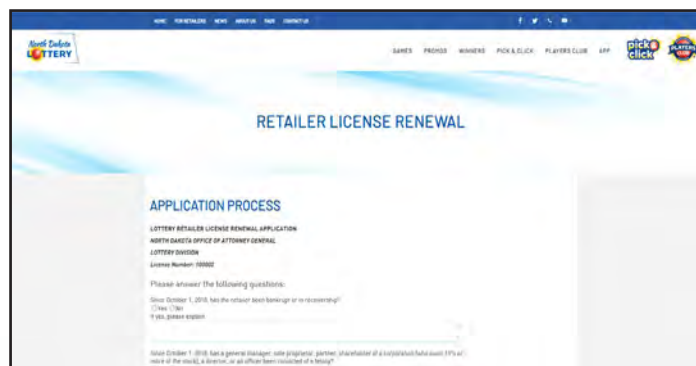 HOME FOR RETAILERS NEWS ABOUT US FAQS CONTACT US
North Dakota
LOTTERY
GAMES PROMOS WINNERS PICK & CLICK PLAYERS CLUB APP
pick & click
PLAYERS CLUB
RETAILER LICENSE RENEWAL
APPLICATION PROCESS
LOTTERY RETAILER LICENSE RENEWAL APPLICATION
NORTH DAKOTA OFFICE OF ATTORNEY GENERAL
LOTTERY DIVISION
License Number: 100002
Please answer the following questions:
Since October 1, 2018, has the retailer been bankrupt or in receivership?
Yes No
If yes, please explain
Since October 1, 2018, has a general manager, sole proprietor, partner, shareholder of a corporation (who owns 10% or
more of the stock), a director, or an officer been convicted of a felony?